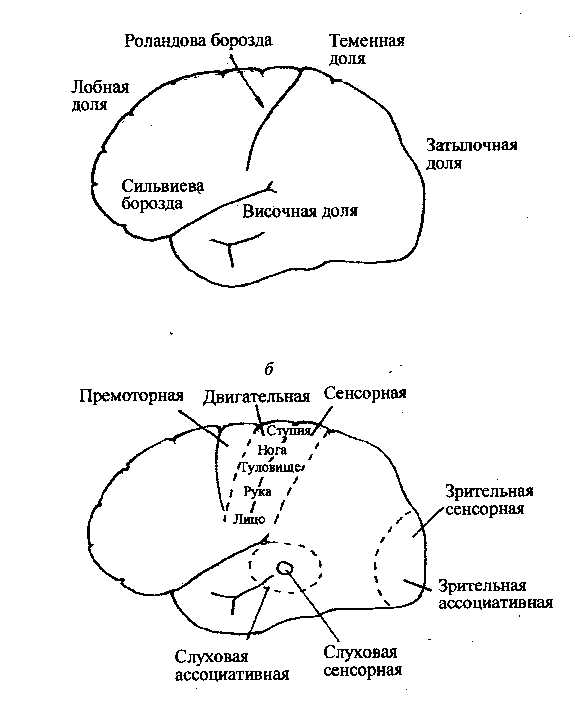 Роландова борозда
Теменная
доля
Лобная
доля
Затылочная
доля
Сильвиева
борозда
Височная доля
б
Премоторная
Двигательная
Сенсорная
Ступня
Нога
Туловище
Рука
Лицо
Зрительная
сенсорная
Зрительная
ассоциативная
Слуховая
ассоциативная
Слуховая
сенсорная